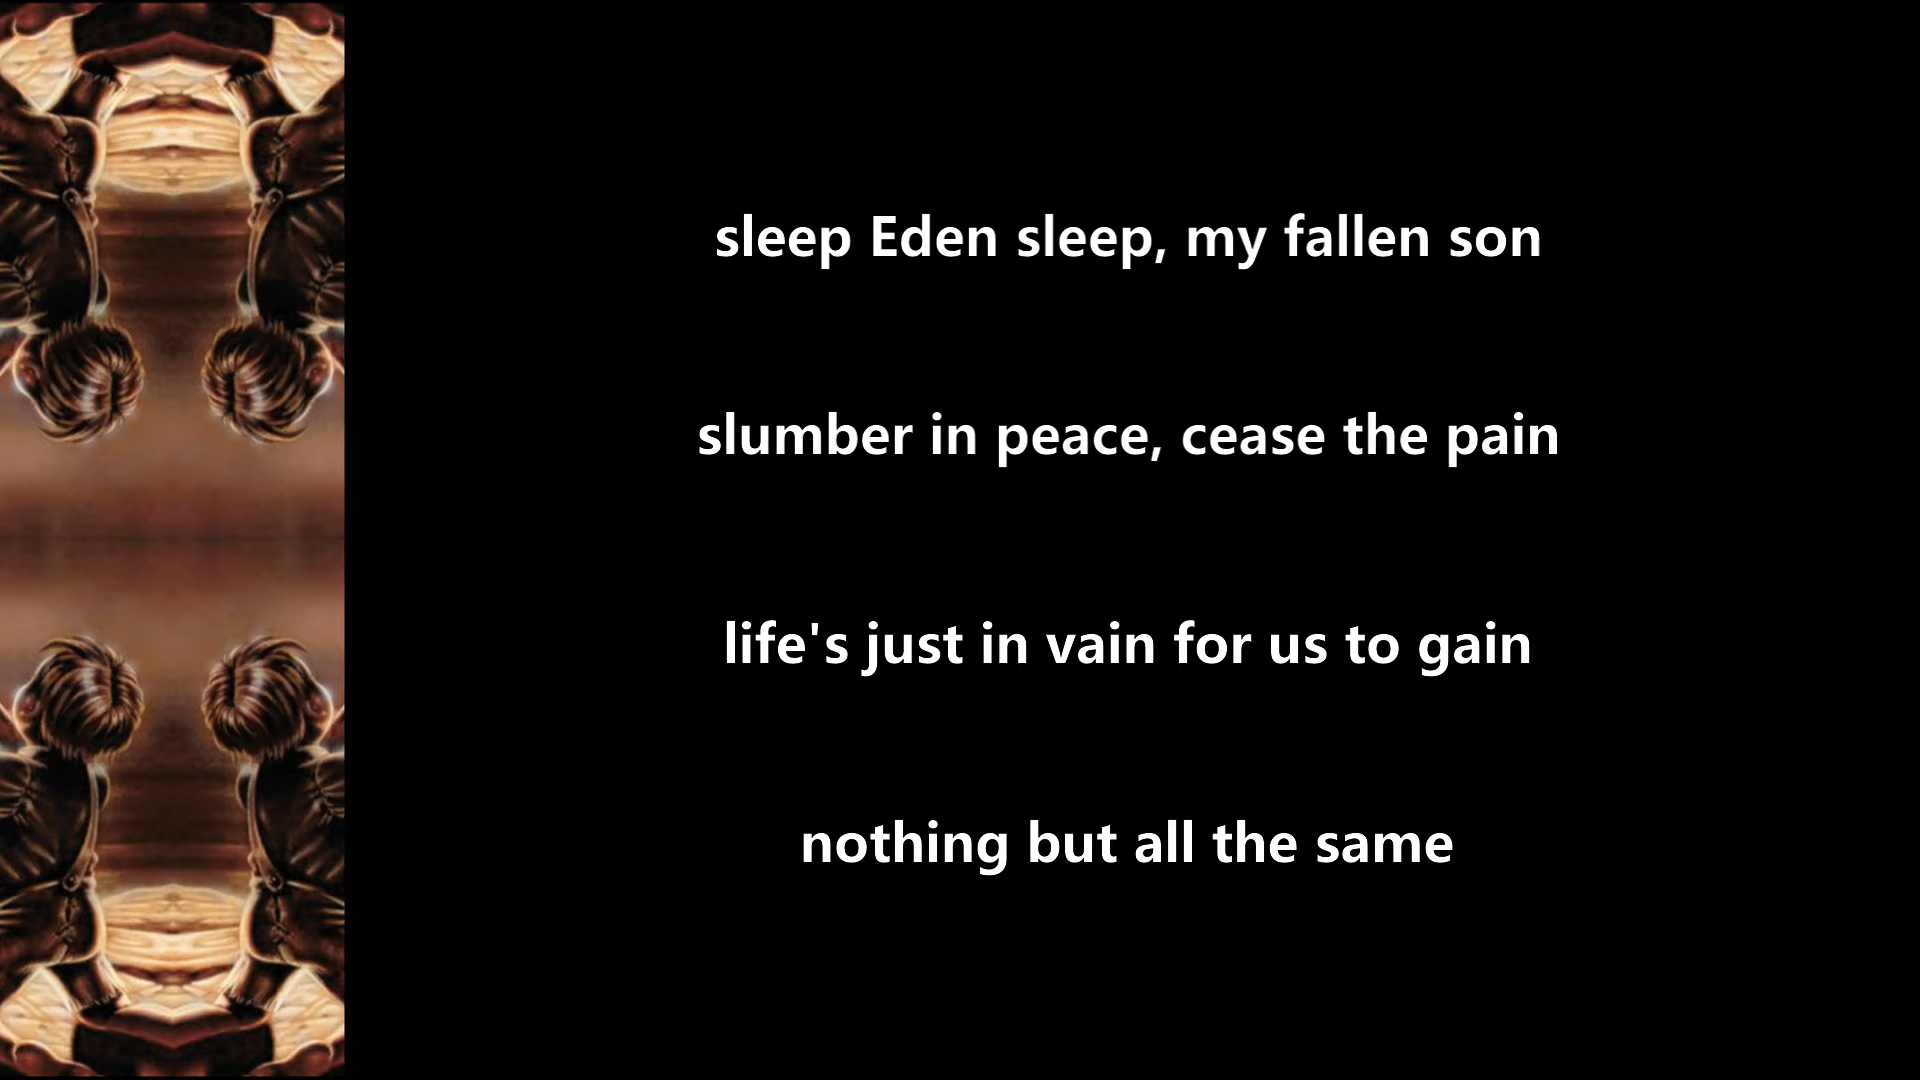 sleep Eden sleep, my fallen son
slumber in peace, cease the pain
life's just in vain for us to gain
nothing but all the same